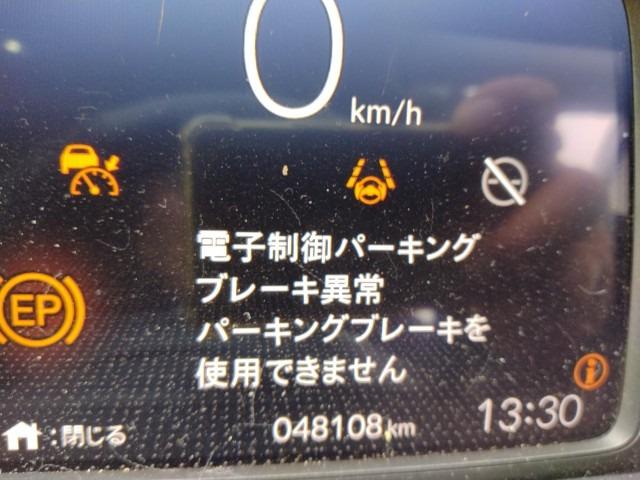 0
km/h
電子制御パーキング
ブレーキ異常
パーキングブレーキを
使用できません
EP
i
:閉じる
048108km
13:30